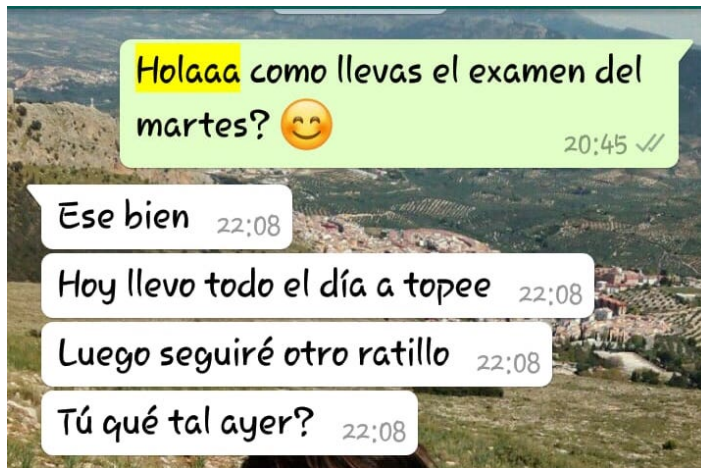 Holaaa como llevas el examen del
martes? 😊
20:45
Ese bien 22:08
Hoy llevo todo el día a topee 22:08
Luego seguiré otro ratillo 22:08
Tú qué tal ayer? 22:08